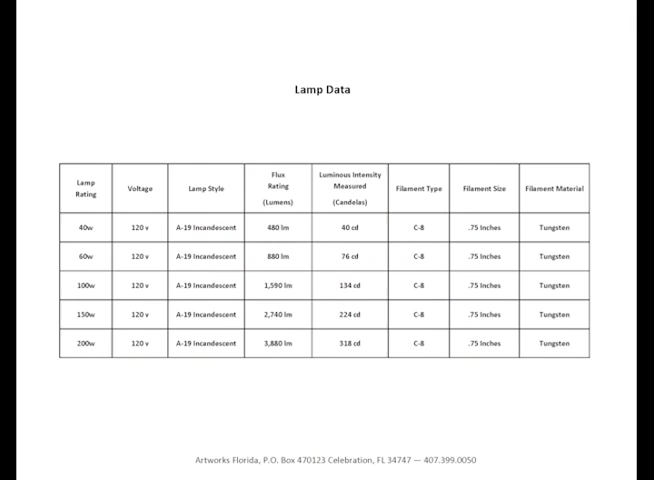 Lamp Data
Lamp Rating Voltage Lamp Style Flux Rating (Lumens) Luminous Intensity Measured (Candelas) Filament Type Filament Size Filament Material
40w 120 v A-19 Incandescent 480 lm 40 cd C-8 .75 Inches Tungsten
60w 120 v A-19 Incandescent 880 lm 76 cd C-8 .75 Inches Tungsten
100w 120 v A-19 Incandescent 1,590 lm 134 cd C-8 .75 Inches Tungsten
150w 120 v A-19 Incandescent 2,740 lm 224 cd C-8 .75 Inches Tungsten
200w 120 v A-19 Incandescent 3,880 lm 318 cd C-8 .75 Inches Tungsten
Artworks Florida, P.O. Box 470123 Celebration, FL 34747 — 407.399.0050